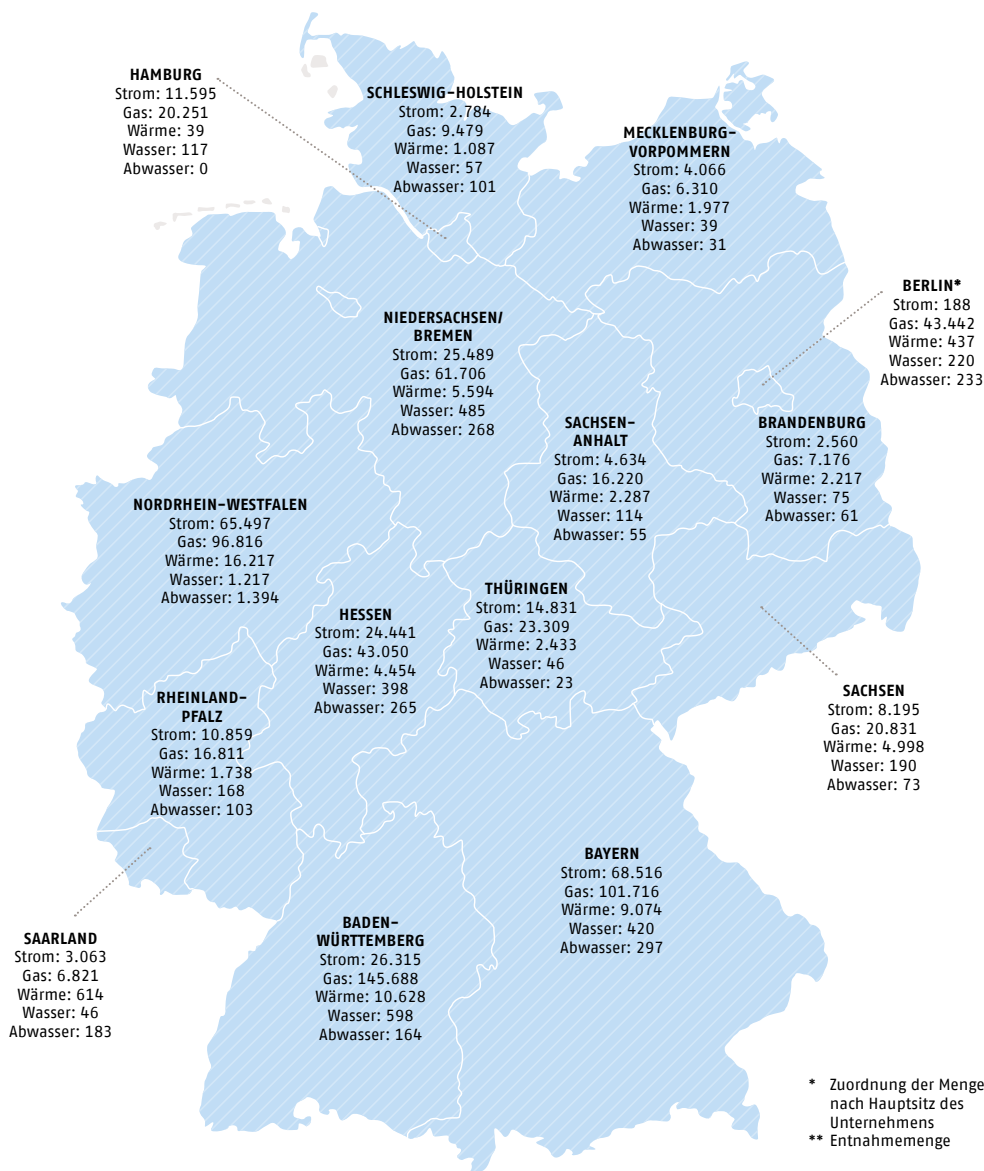 HAMBURG
Strom: 11.595
Gas: 20.251
Wärme: 39
Wasser: 117
Abwasser: 0
SCHLESWIG-HOLSTEIN
Strom: 2.784
Gas: 9.479
Wärme: 1.087
Wasser: 57
Abwasser: 101
MECKLENBURG-
VORPOMMERN
Strom: 4.066
Gas: 6.310
Wärme: 1.977
Wasser: 39
Abwasser: 31
BERLIN*
Strom: 188
Gas: 43.442
Wärme: 437
Wasser: 220
Abwasser: 233
NIEDERSACHSEN/
BREMEN
Strom: 25.489
Gas: 61.706
Wärme: 5.594
Wasser: 485
Abwasser: 268
SACHSEN-
ANHALT
Strom: 4.634
Gas: 16.220
Wärme: 2.287
Wasser: 114
Abwasser: 55
BRANDENBURG
Strom: 2.560
Gas: 7.176
Wärme: 2.217
Wasser: 75
Abwasser: 61
NORDRHEIN-WESTFALEN
Strom: 65.497
Gas: 96.816
Wärme: 16.217
Wasser: 1.217
Abwasser: 1.394
HESSEN
Strom: 24.441
Gas: 43.050
Wärme: 4.454
Wasser: 398
Abwasser: 265
THÜRINGEN
Strom: 14.831
Gas: 23.309
Wärme: 2.433
Wasser: 46
Abwasser: 23
SACHSEN
Strom: 8.195
Gas: 20.831
Wärme: 4.998
Wasser: 190
Abwasser: 73
RHEINLAND-
PFALZ
Strom: 10.859
Gas: 16.811
Wärme: 1.738
Wasser: 168
Abwasser: 103
SAARLAND
Strom: 3.063
Gas: 6.821
Wärme: 614
Wasser: 46
Abwasser: 183
BADEN-
WÜRTTEMBERG
Strom: 26.315
Gas: 145.688
Wärme: 10.628
Wasser: 598
Abwasser: 164
BAYERN
Strom: 68.516
Gas: 101.716
Wärme: 9.074
Wasser: 420
Abwasser: 297
* Zuordnung der Menge
nach Hauptsitz des
Unternehmens
** Entnahmemenge